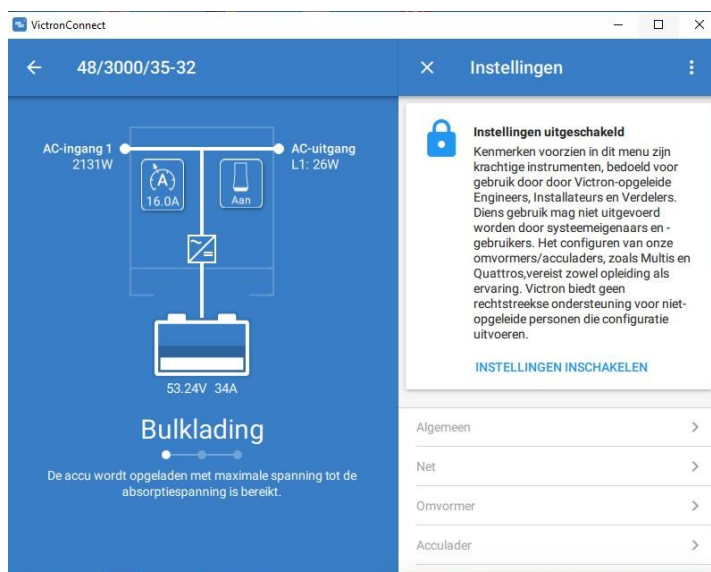 VictronConnect
48/3000/35-32
AC-ingang 1
2131W
AC-uitgang
L1: 26W
(A)
16.0A
Aan
53.24V 34A
Bulklading
De accu wordt opgeladen met maximale spanning tot de
absorptiespanning is bereikt.
Instellingen
Instellingen uitgeschakeld
Kenmerken voorzien in dit menu zijn
krachtige instrumenten, bedoeld voor
gebruik door door Victron-opgeleide
Engineers, Installateurs en Verdelers.
Diens gebruik mag niet uitgevoerd
worden door systeemeigenaars en -
gebruikers. Het configuren van onze
omvormers/acculaders, zoals Multis en
Quattros,vereist zowel opleiding als
ervaring. Victron biedt geen
rechtstreekse ondersteuning voor niet-
opgeleide personen die configuratie
uitvoeren.
INSTELLINGEN INSCHAKELEN
Algemeen
Net
Omvormer
Acculader